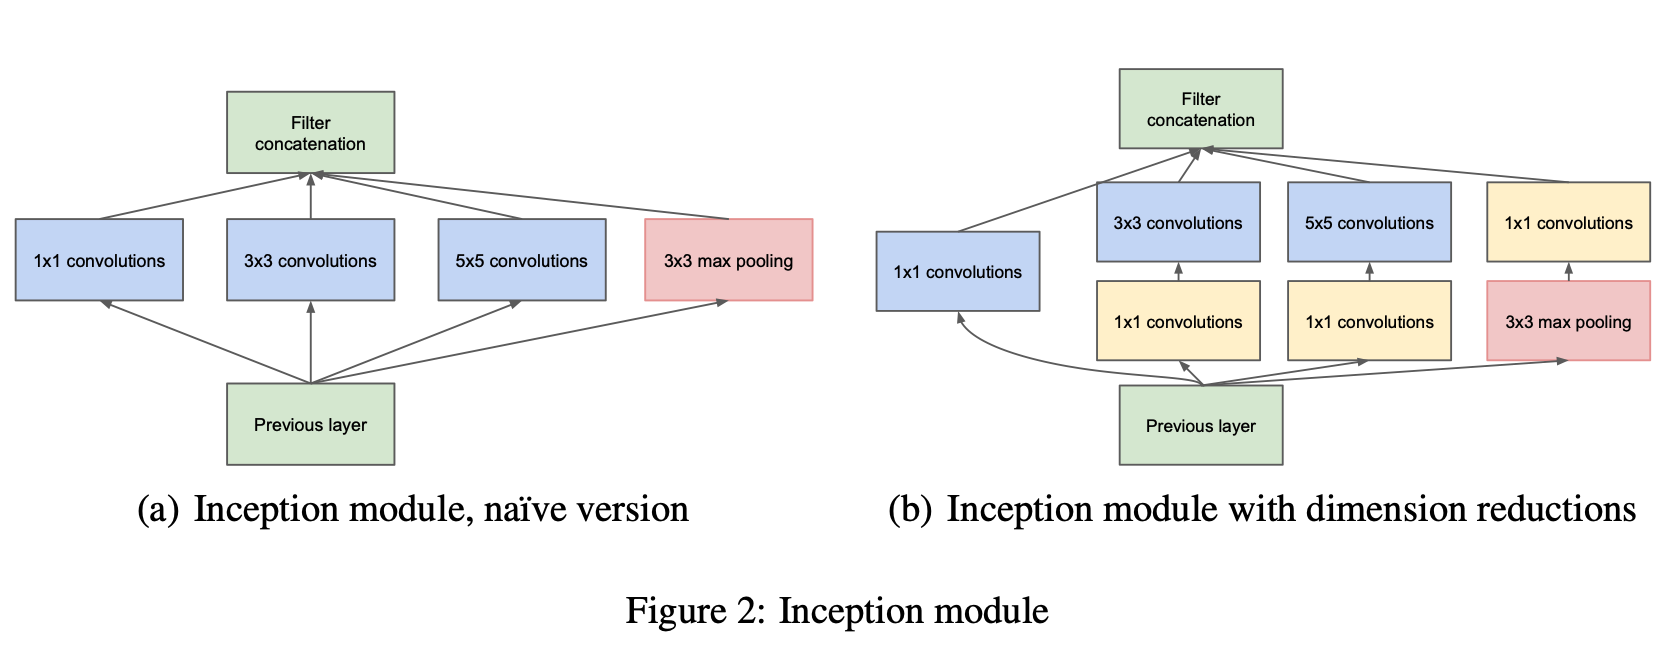 Filter
concatenation
1x1 convolutions
3x3 convolutions
5x5 convolutions
3x3 max pooling
Previous layer
(a) Inception module, naïve version
Filter
concatenation
3x3 convolutions
5x5 convolutions
1x1 convolutions
1x1 convolutions
1x1 convolutions
1x1 convolutions
3x3 max pooling
Previous layer
(b) Inception module with dimension reductions
Figure 2: Inception module